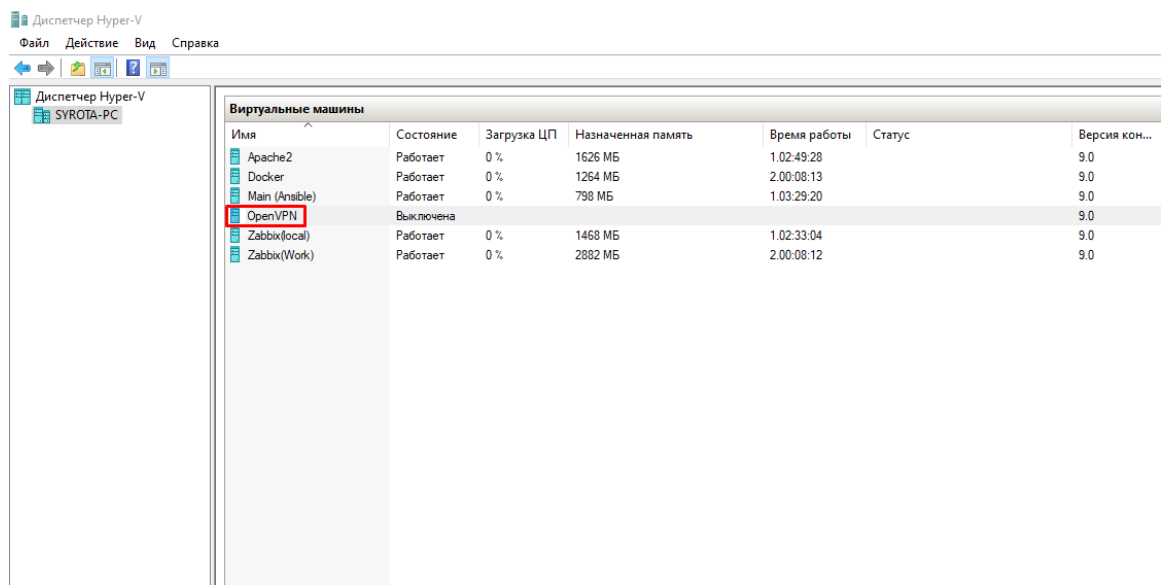 Диспетчер Hyper-V
Файл Действие Вид Справка
Диспетчер Hyper-V
SYROTA-PC
Виртуальные машины
Имя Состояние Загрузка ЦП Назначенная память Время работы Статус Версия кон...
Apache2 Работает 0 % 1626 МБ 1.02:49:28 9.0
Docker Работает 0 % 1264 МБ 2.00:08:13 9.0
Main (Ansible) Работает 0 % 798 МБ 1.03:29:20 9.0
OpenVPN Выключена 9.0
Zabbix(local) Работает 0 % 1468 МБ 1.02:33:04 9.0
Zabbix(Work) Работает 0 % 2882 МБ 2.00:08:12 9.0